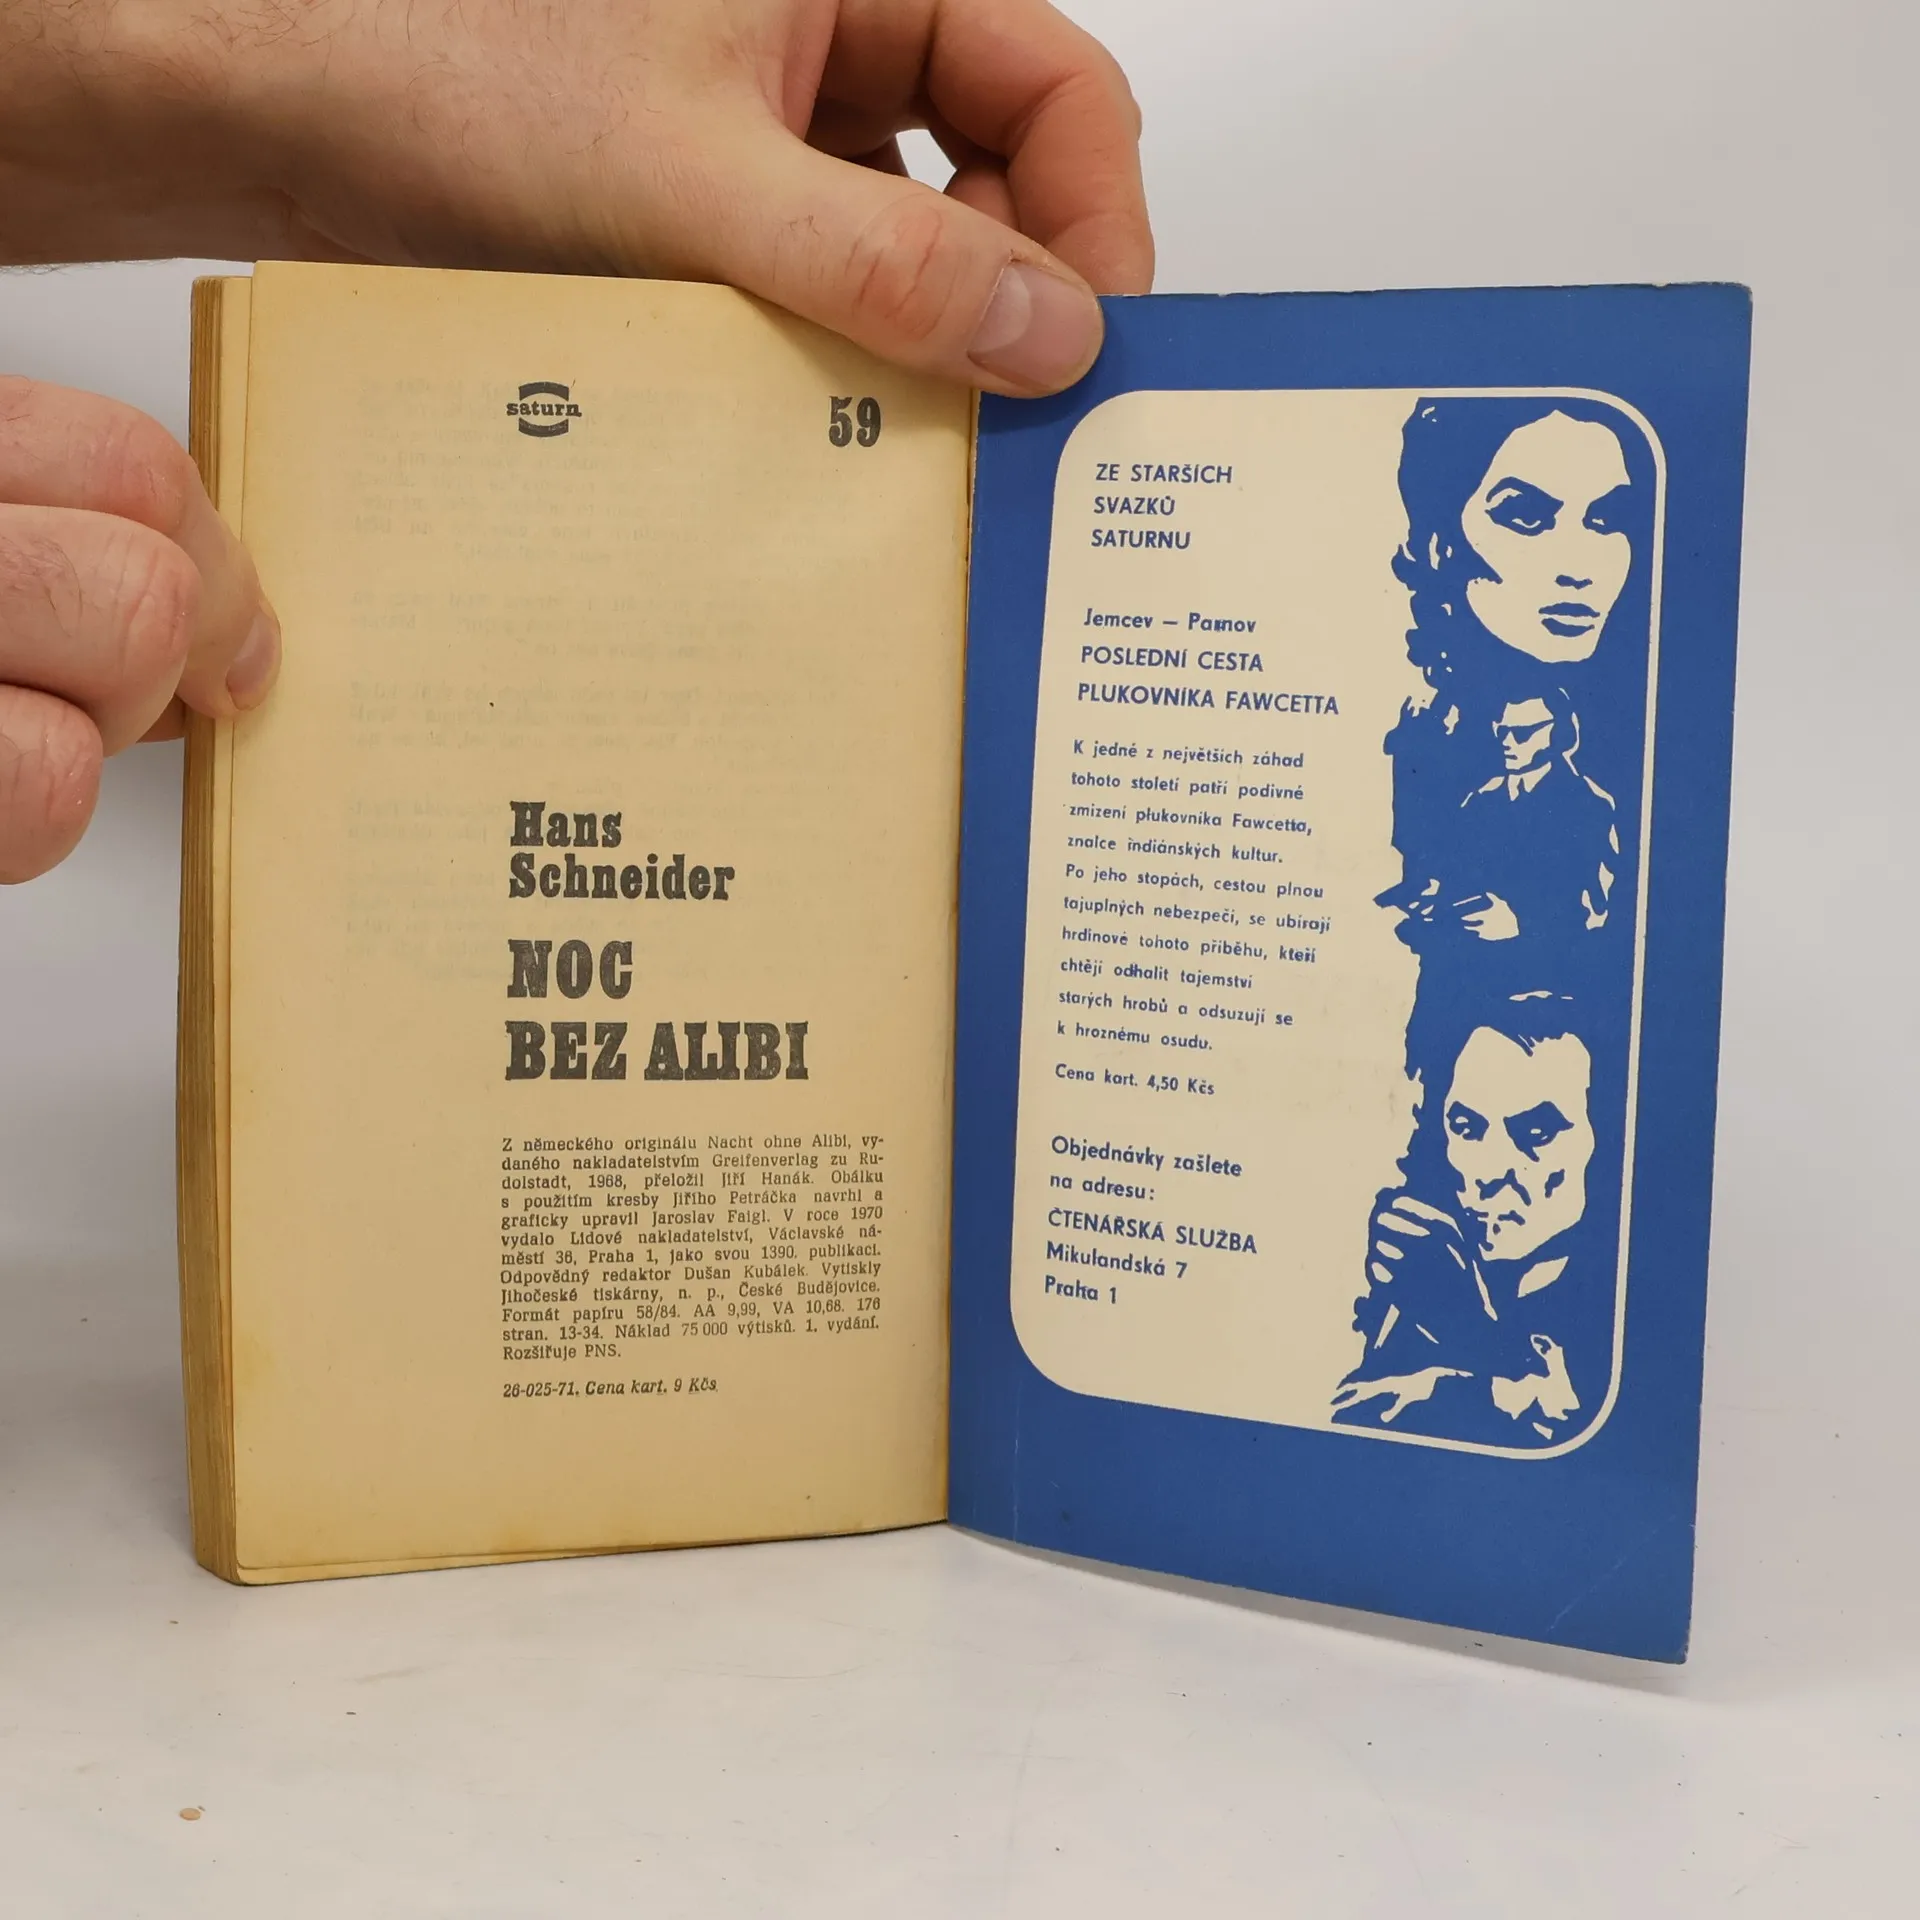 saturn
59
Hans
Schneider
NOC
BEZ ALIBI
Z německého originálu Nacht ohne Alibi, vy-
daného nakladatelstvím Greifenverlag zu Ru-
dolstadt, 1968, přeložil Jiří Hanák. Obálku
s použitím kresby Jiřího Petráčka navrhl a
graficky upravil Jaroslav Faigl. V roce 1970
vydalo Lidové nakladatelství, Václavské ná-
městí 36, Praha 1, jako svou 1390. publikaci.
Odpovědný redaktor Dušan Kubálek. Vytiskly
Jihočeské tiskárny, n. p., České Budějovice.
Formát papíru 58/84. AA 9,99, VA 10,68. 176
stran. 13-34. Náklad 75 000 výtisků. 1. vydání.
Rozšiřuje PNS.
26-025-71. Cena kart. 9 Kčs.
ZE STARŠÍCH
SVAZKŮ
SATURNU
Jemcev – Parnov
POSLEDNÍ CESTA
PLUKOVNÍKA FAWCETTA
K jedné z největších záhad
tohoto století patří podivné
zmizení plukovníka Fawcetta,
znalce indiánských kultur.
Po jeho stopách, cestou plnou
tajuplných nebezpečí, se ubírají
hrdinové tohoto příběhu, kteří
chtějí odhalit tajemství
starých hrobů a odsuzují se
k hroznému osudu.
Cena kart. 4,50 Kčs
Objednávky zašlete
na adresu:
ČTENÁŘSKÁ SLUŽBA
Mikulandská 7
Praha 1